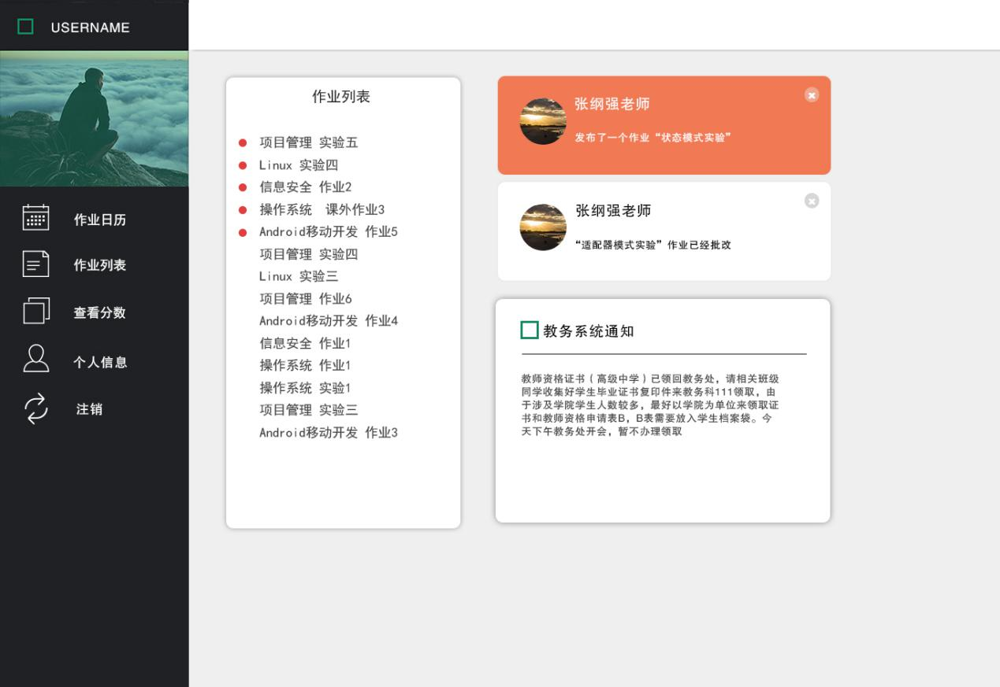 USERNAME
作业日历
作业列表
查看分数
个人信息
注销
作业列表
项目管理 实验五
Linux 实验四
信息安全 作业2
操作系统  课外作业3
Android移动开发 作业5
项目管理 实验四
Linux 实验三
项目管理 作业6
Android移动开发 作业4
信息安全 作业1
操作系统 作业1
操作系统 实验1
项目管理 实验三
Android移动开发 作业3
张纲强老师
发布了一个作业“状态模式实验”
张纲强老师
“适配器模式实验”作业已经批改
教务系统通知
教师资格证书（高级中学）已领回教务处，请相关班级
同学收集好学生毕业证书复印件来教务科111领取，由
于涉及学院学生人数较多，最好以学院为单位来领取证
书和教师资格申请表B，B表需要放入学生档案袋。今
天下午教务处开会，暂不办理领取